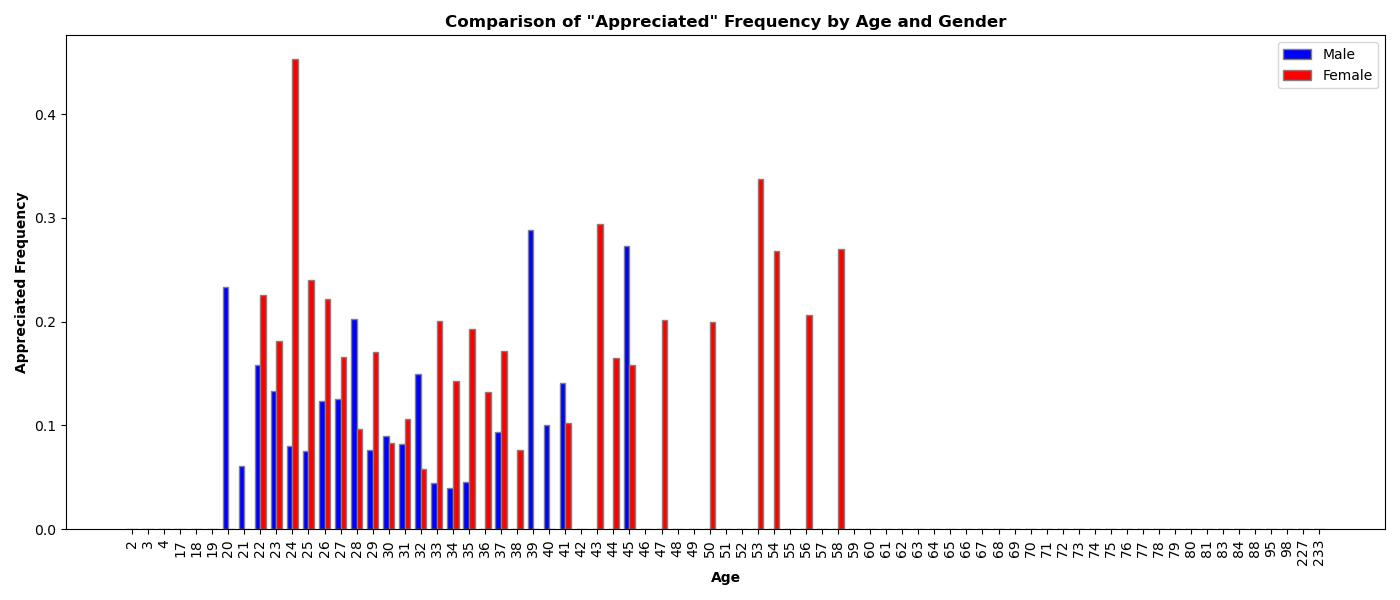 Comparison of "Appreciated" Frequency by Age and Gender
Male
Female
Appreciated Frequency
0.4
0.3
0.2
0.1
0.0
2 3 4 17 18 19 20 21 22 23 24 25 26 27 28 29 30 31 32 33 34 35 36 37 38 39 40 41 42 43 44 45 46 47 48 49 50 51 52 53 54 55 56 57 58 59 60 61 62 63 64 65 66 67 68 69 70 71 72 73 74 75 76 77 78 79 80 81 83 84 88 95 98 227 233
Age